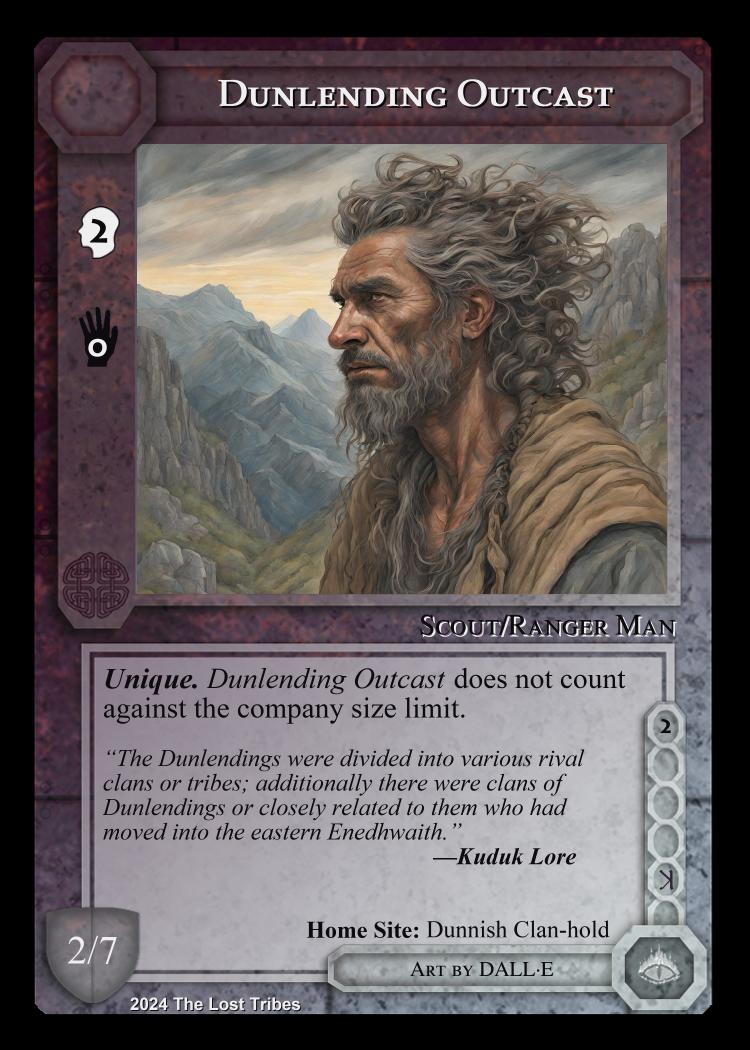 Dunlending Outcast
2
0
Scout/Ranger Man
Unique. Dunlending Outcast does not count
against the company size limit.
2
“The Dunlendings were divided into various rival
clans or tribes; additionally there were clans of
Dunlendings or closely related to them who had
moved into the eastern Enedhwaith.”
—Kuduk Lore
Home Site: Dunnish Clan-hold
2/7
Art by DALL·E
2024 The Lost Tribes